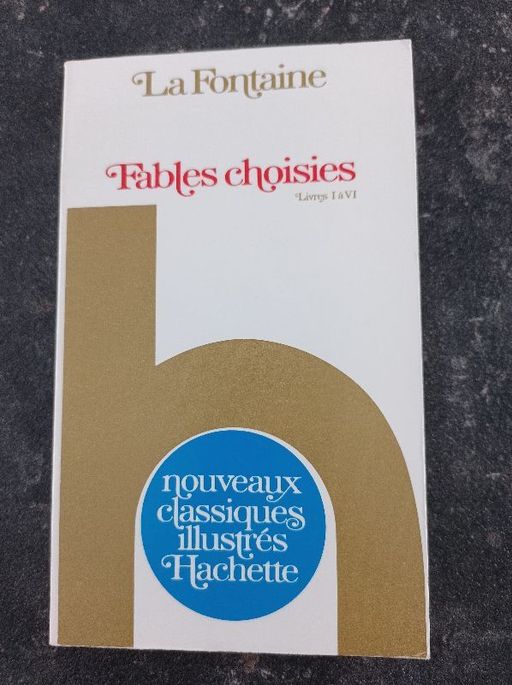 La Fontaine
Fables choisies
Livres I à VI
nouveaux
classiques
illustrés
Hachette